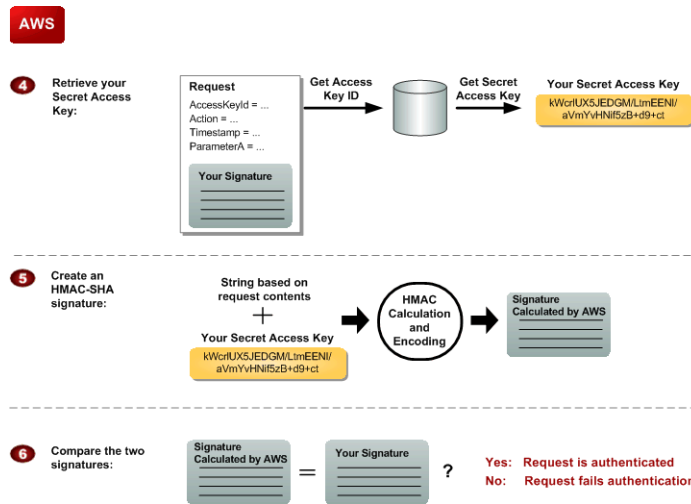 AWS
4
Retrieve your
Secret Access
Key:
Request
AccessKeyId = ...
Action = ...
Timestamp = ...
ParameterA = ...
Your Signature
Get Access
Key ID
Get Secret
Access Key
Your Secret Access Key
kWcrlUX5JEDGM/LtmEENI/
aVmYvHNif5zB+d9+ct
5
Create an
HMAC-SHA
signature:
String based on
request contents
+
Your Secret Access Key
kWcrlUX5JEDGM/LtmEENI/
aVmYvHNif5zB+d9+ct
HMAC
Calculation
and
Encoding
Signature
Calculated by AWS
6
Compare the two
signatures:
Signature
Calculated by AWS
=
Your Signature
?
Yes: Request is authenticated
No: Request fails authentication